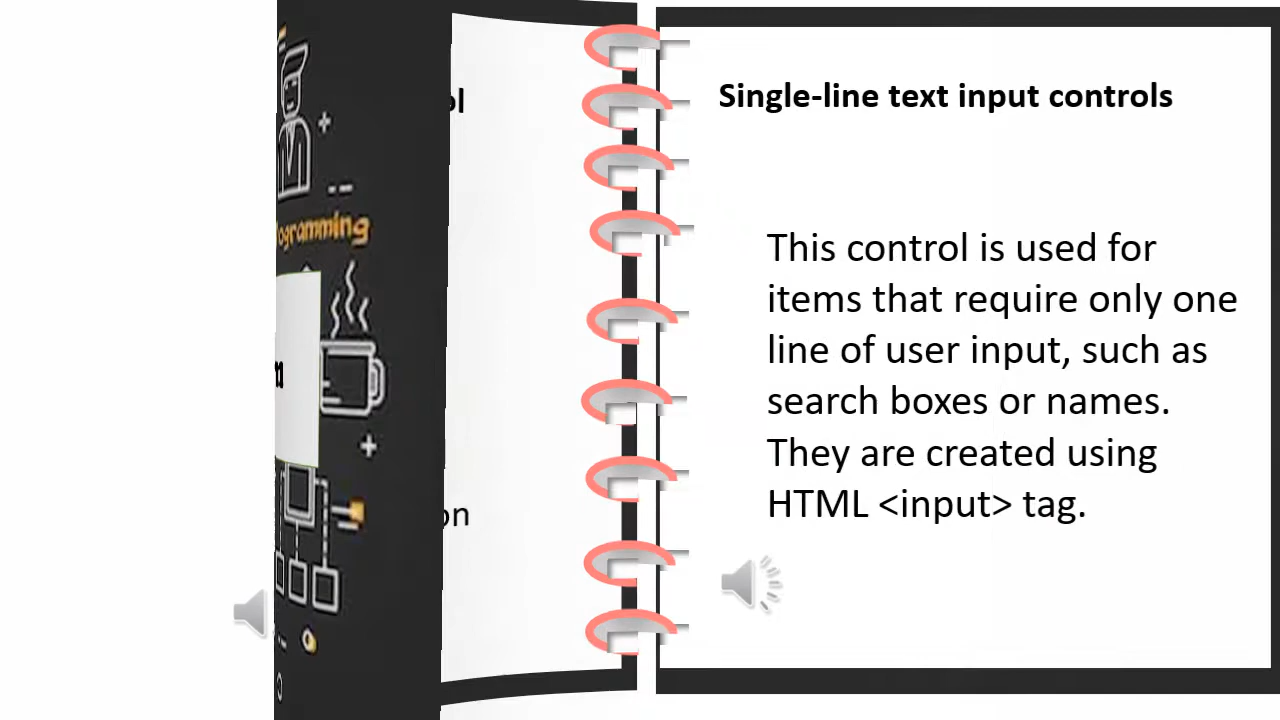 Single-line text input controls
This control is used for
items that require only one
line of user input, such as
search boxes or names.
They are created using
HTML <input> tag.